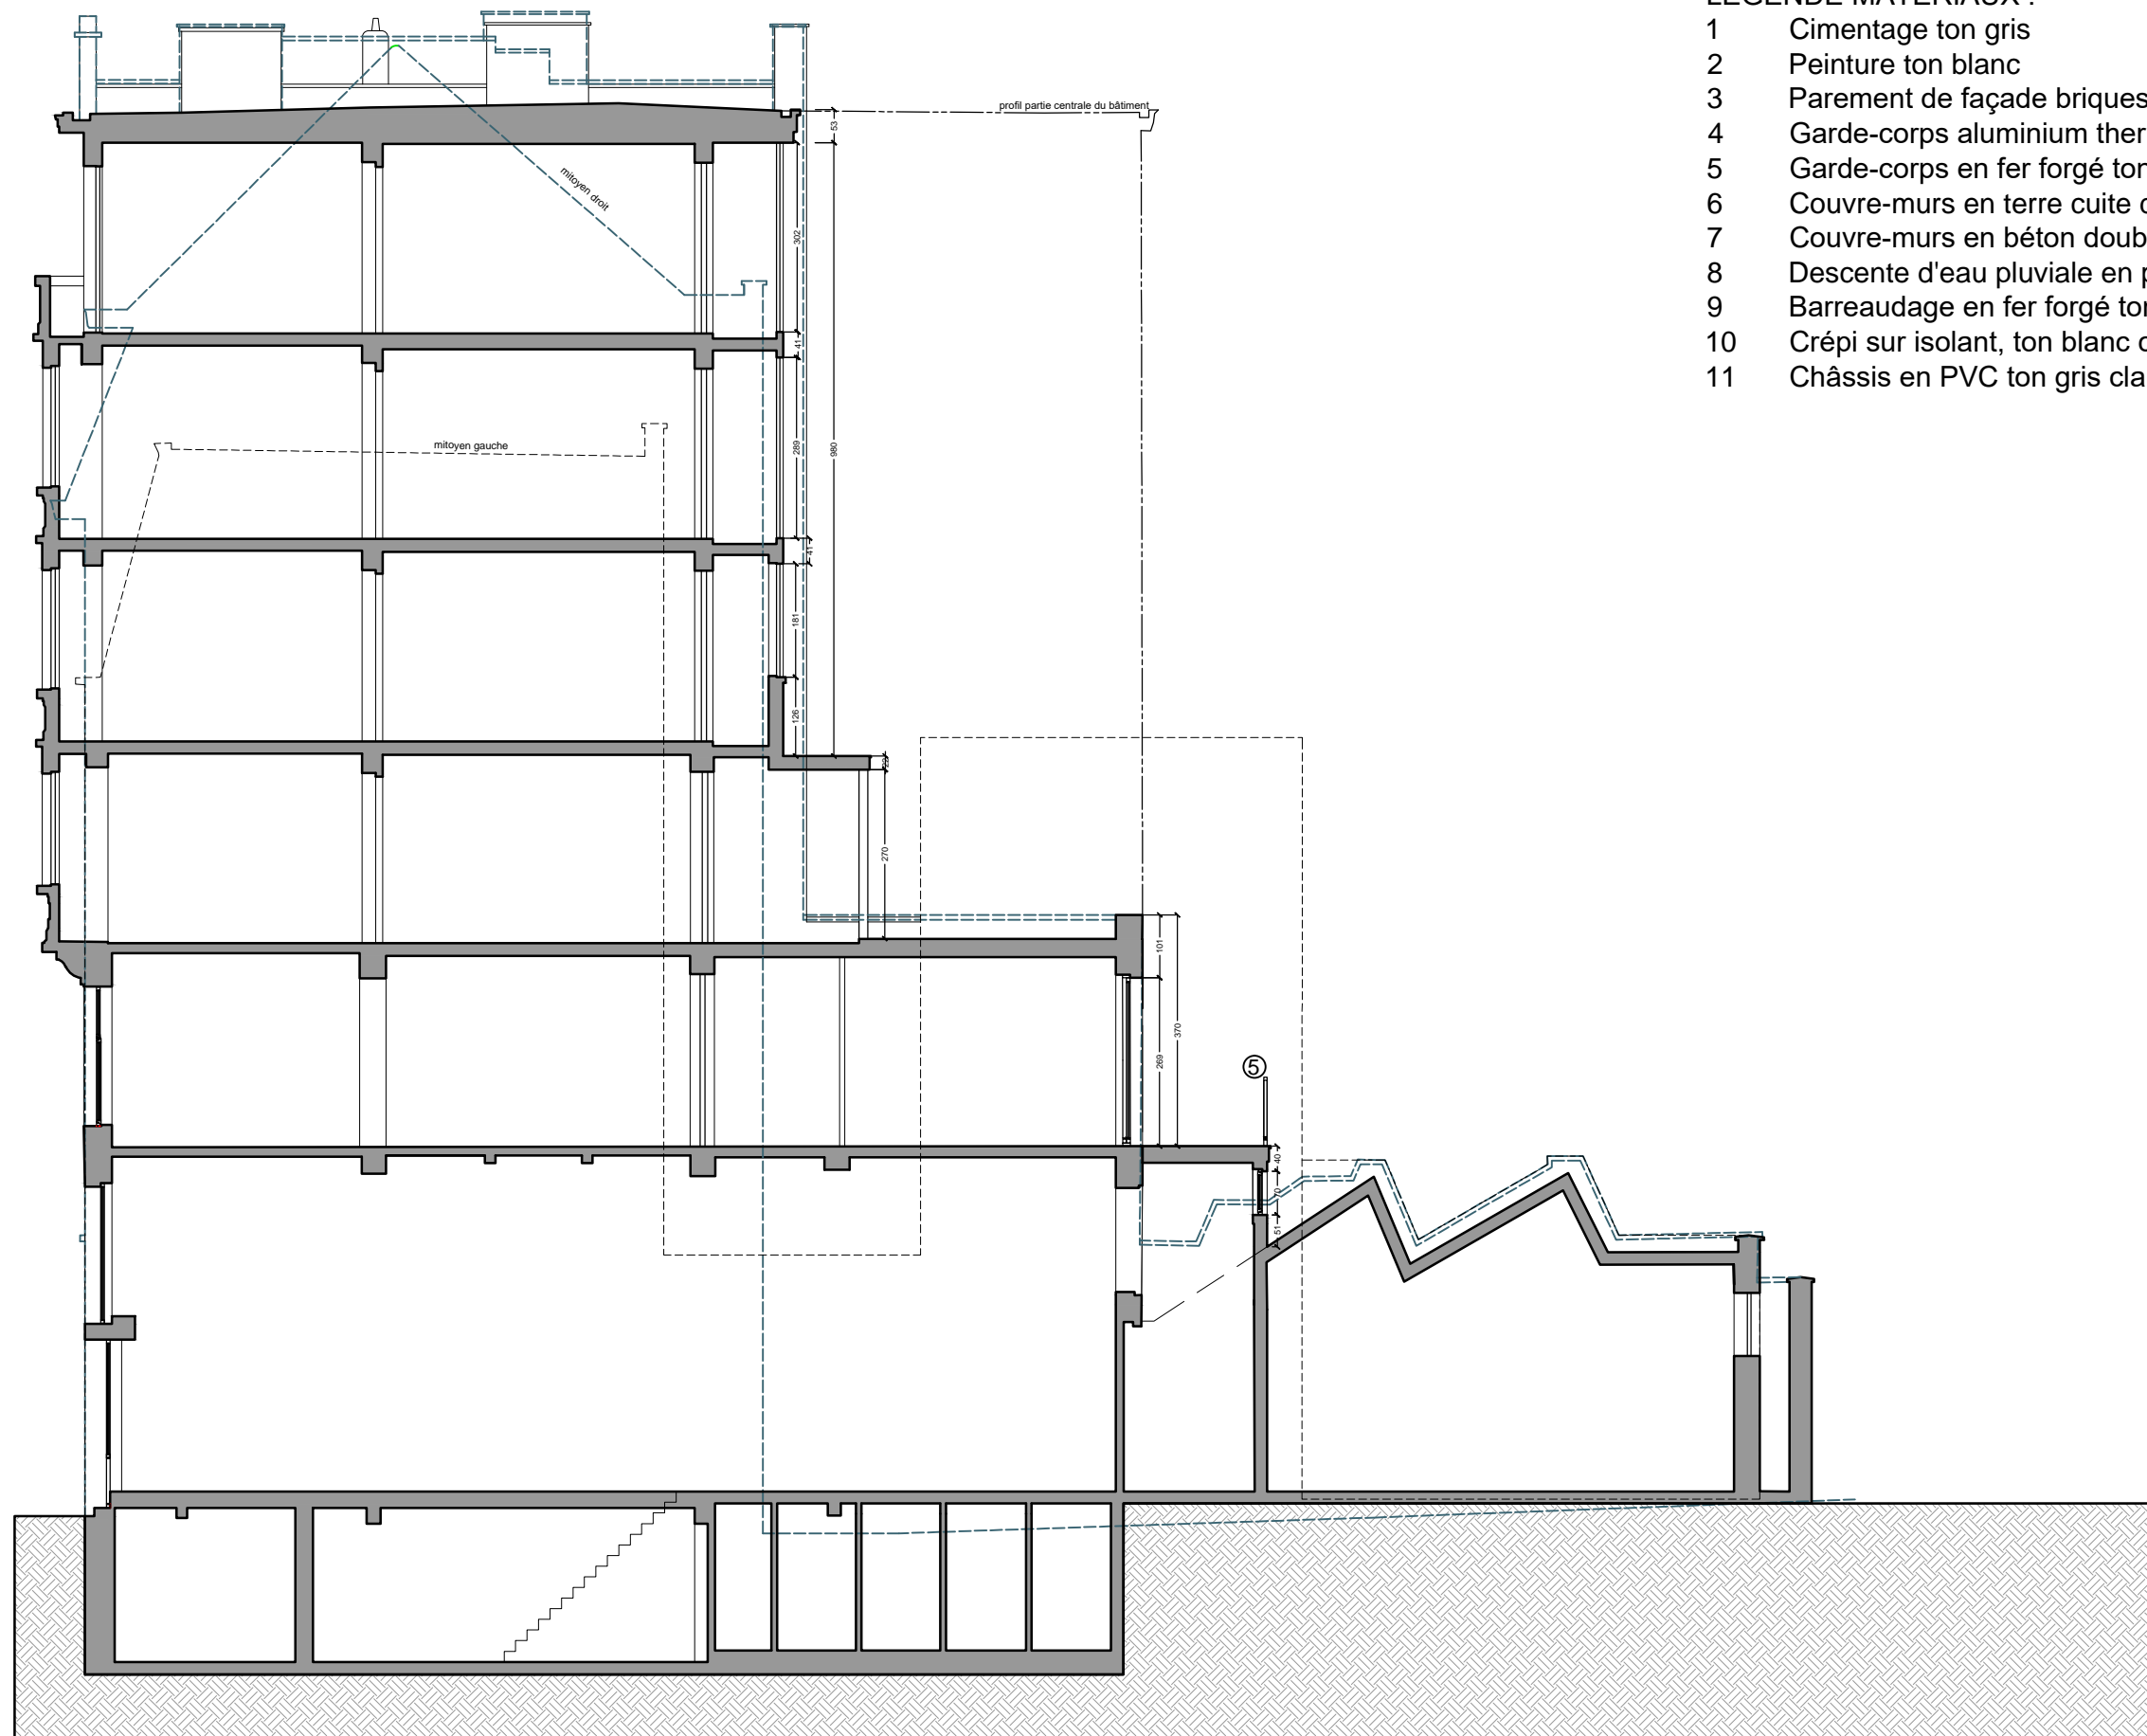 LEGENDE MATERIAUX :
1 Cimentage ton gris
2 Peinture ton blanc
3 Parement de façade briques
4 Garde-corps aluminium ther
5 Garde-corps en fer forgé ton
6 Couvre-murs en terre cuite
7 Couvre-murs en béton doub
8 Descente d'eau pluviale en p
9 Barreaudage en fer forgé ton
10 Crépi sur isolant, ton blanc
11 Châssis en PVC ton gris cla
profil partie centrale du bâtiment
53
mitoyen droit
302
41
mitoyen gauche
289
980
41
181
126
22
270
101
370
269
5
40
70
51